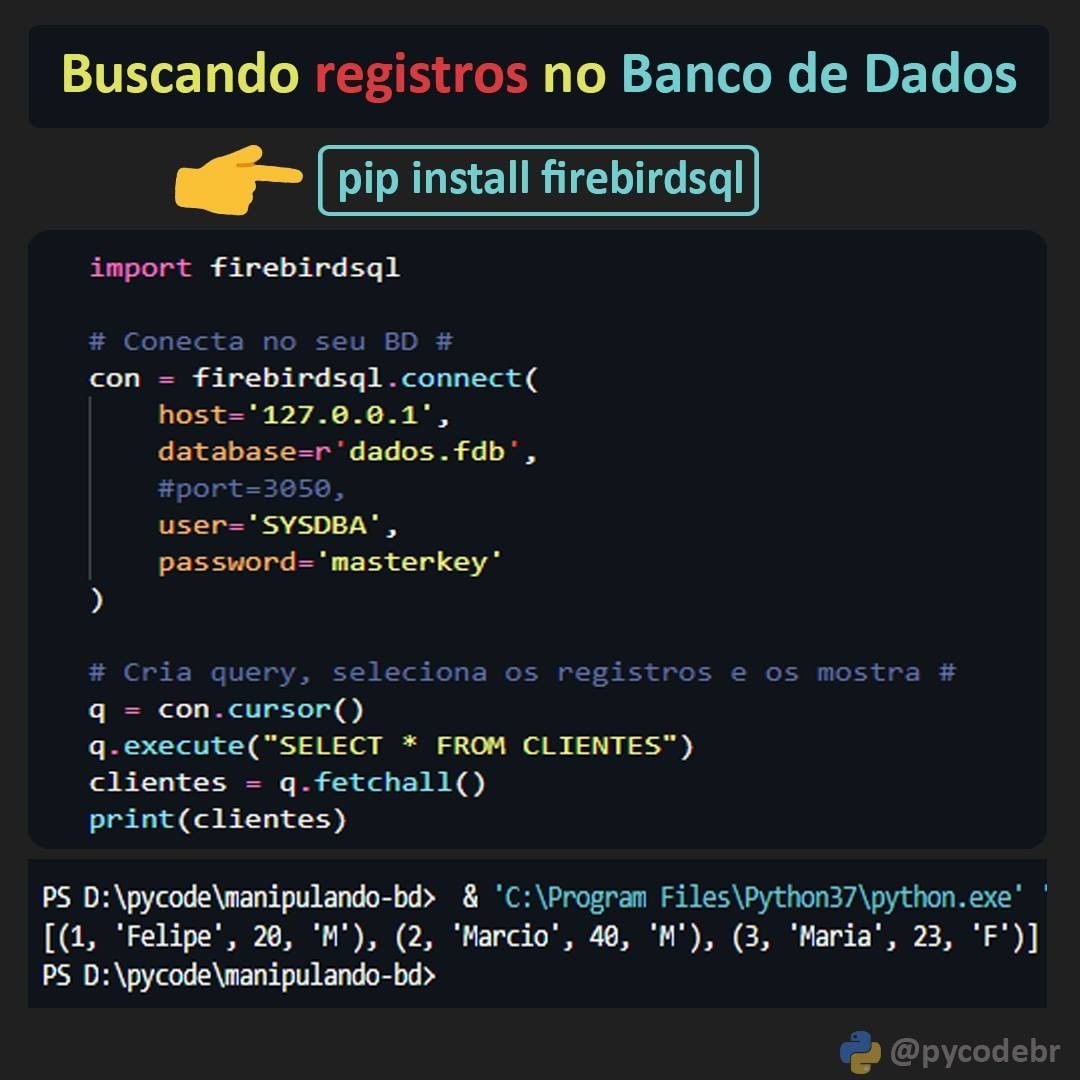 Buscando registros no Banco de Dados
pip install firebirdsql
import firebirdsql
# Conecta no seu BD #
con = firebirdsql.connect(
host='127.0.0.1',
database=r'dados.fdb',
#port=3050,
user='SYSDBA',
password='masterkey'
)
# Cria query, seleciona os registros e os mostra #
q = con.cursor()
q.execute("SELECT * FROM CLIENTES")
clientes = q.fetchall()
print(clientes)
PS D:\pycode\manipulando-bd>  & 'C:\Program Files\Python37\python.exe' '
[(1, 'Felipe', 20, 'M'), (2, 'Marcio', 40, 'M'), (3, 'Maria', 23, 'F')]
PS D:\pycode\manipulando-bd>
@pycodebr